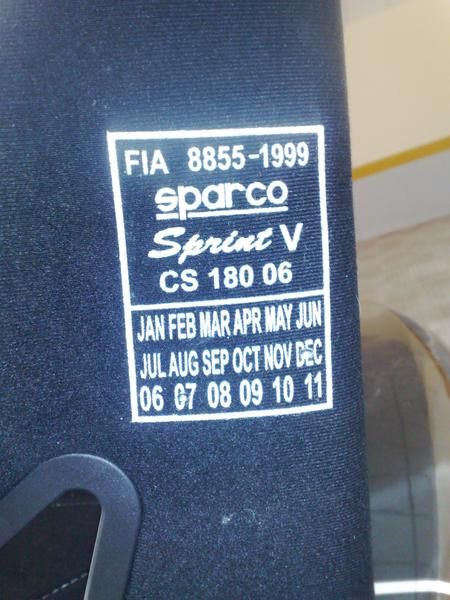 FIA 8855-1999
sparco
Sprint V
CS 180 06
JAN FEB MAR APR MAY JUN
JUL AUG SEP OCT NOV DEC
06 07 08 09 10 11